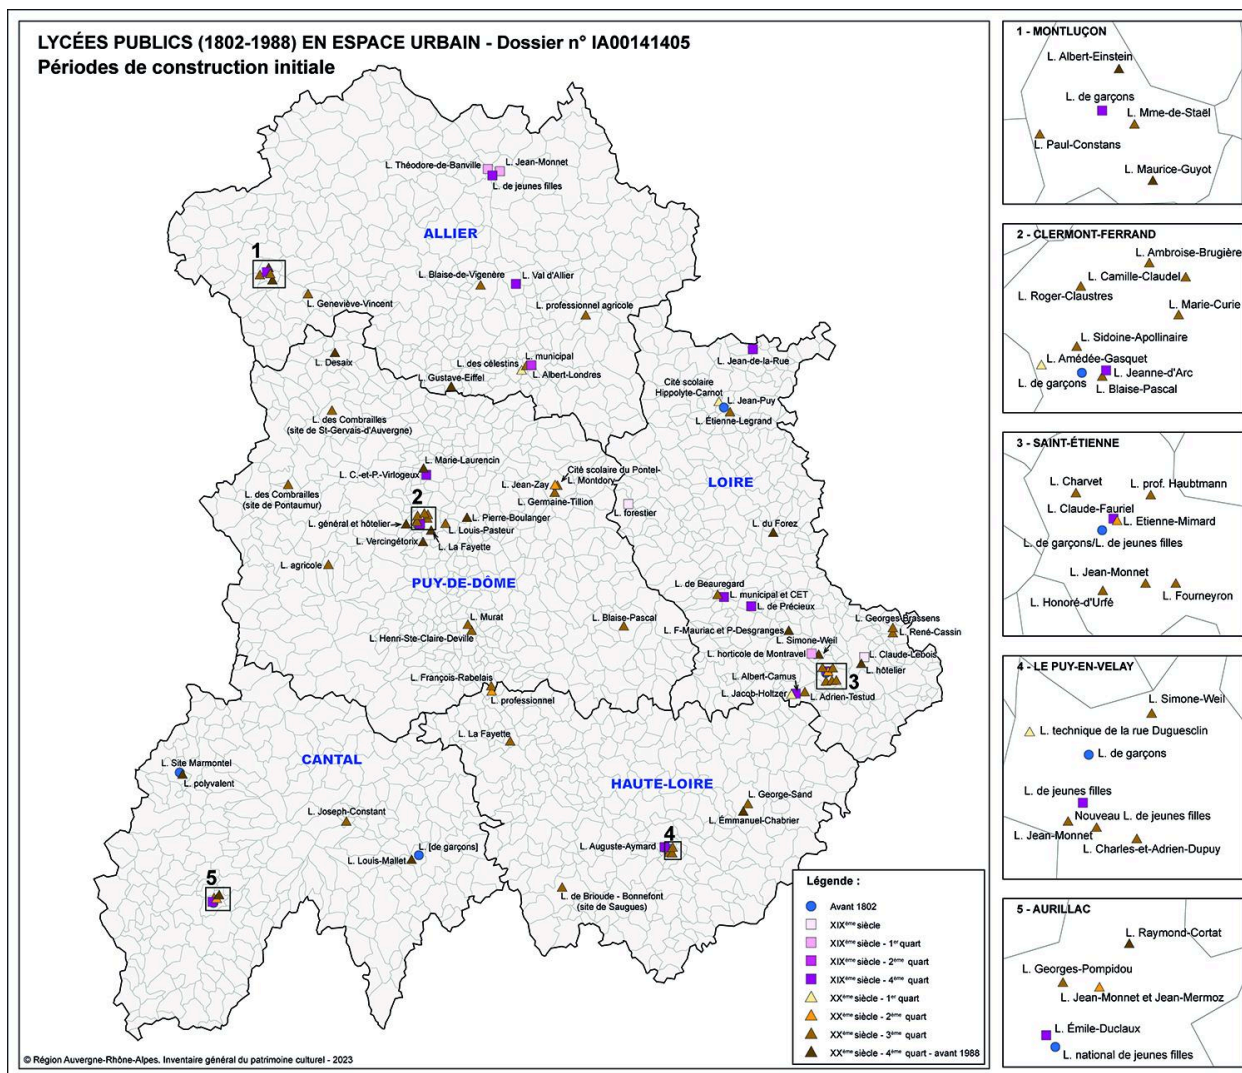 LYCÉES PUBLICS (1802-1988) EN ESPACE URBAIN - Dossier n° IA00141405
Périodes de construction initiale
L. Théodore-de-Banville
L. Jean-Monnet
L. de jeunes filles
ALLIER
1
L. Blaise-de-Vigenère
L. Val d'Allier
L. Geneviève-Vincent
L. professionnel agricole
L. Desaix
L. des célestins
L. municipal
L. Albert-Londres
L. Gustave-Eiffel
L. Jean-de-la-Rue
Cité scolaire
Hippolyte-Carnot
L. Jean-Puy
L. Étienne-Legrand
L. des Combrailles
(site de St-Gervais-d'Auvergne)
L. Marie-Laurencin
L. C.-et-P.-Virlogeux
L. des Combrailles
(site de Pontaumur)
2
Cité scolaire du Pontel-
L. Montdory
L. Jean-Zay
L. Germaine-Tillion
LOIRE
L. forestier
L. général et hôtelier
L. Pierre-Boulanger
L. Louis-Pasteur
L. La Fayette
L. Vercingétorix
L. du Forez
L. agricole
PUY-DE-DÔME
L. de Beauregard
L. municipal et CET
L. de Précieux
L. Murat
L. Henri-Ste-Claire-Deville
L. Blaise-Pascal
L. F-Mauriac et P-Desgranges
L. Georges-Brassens
L. René-Cassin
L. Simone-Weil
L. horticole de Montravel
L. Claude-Lebois
L. hôtelier
3
L. Albert-Camus
L. Jacob-Holtzer
L. Adrien-Testud
L. François-Rabelais
L. professionnel
L. La Fayette
CANTAL
L. Site Marmontel
L. polyvalent
HAUTE-LOIRE
L. Joseph-Constant
L. George-Sand
L. Émmanuel-Chabrier
L. [de garçons]
L. Louis-Mallet
4
L. Auguste-Aymard
5
L. de Brioude - Bonnefont
(site de Saugues)
Légende :
Avant 1802
XIXème siècle
XIXème siècle - 1er quart
XIXème siècle - 2ème quart
XIXème siècle - 4ème quart
XXème siècle - 1er quart
XXème siècle - 2ème quart
XXème siècle - 3ème quart
XXème siècle - 4ème quart - avant 1988
© Région Auvergne-Rhône-Alpes. Inventaire général du patrimoine culturel - 2023
1 - MONTLUÇON
L. Albert-Einstein
L. de garçons
L. Mme-de-Staël
L. Paul-Constans
L. Maurice-Guyot
2 - CLERMONT-FERRAND
L. Ambroise-Brugière
L. Camille-Claudel
L. Roger-Claustres
L. Marie-Curie
L. Sidoine-Apollinaire
L. Amédée-Gasquet
L. Jeanne-d'Arc
L. de garçons
L. Blaise-Pascal
3 - SAINT-ÉTIENNE
L. Charvet
L. prof. Haubtmann
L. Claude-Fauriel
L. Etienne-Mimard
L. de garçons/L. de jeunes filles
L. Jean-Monnet
L. Fourneyron
L. Honoré-d'Urfé
4 - LE PUY-EN-VELAY
L. Simone-Weil
L. technique de la rue Duguesclin
L. de garçons
L. de jeunes filles
Nouveau L. de jeunes filles
L. Jean-Monnet
L. Charles-et-Adrien-Dupuy
5 - AURILLAC
L. Raymond-Cortat
L. Georges-Pompidou
L. Jean-Monnet et Jean-Mermoz
L. Émile-Duclaux
L. national de jeunes filles